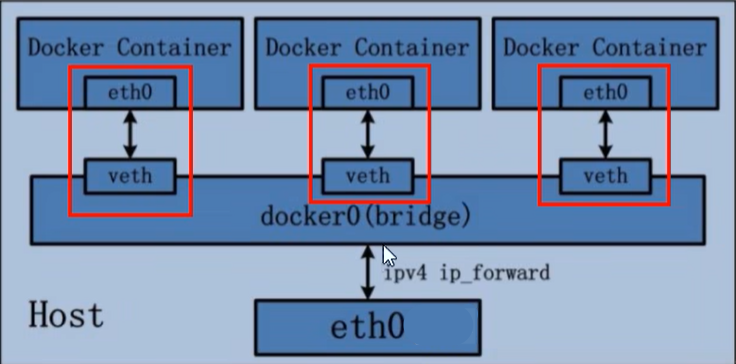 Docker Container
Docker Container
Docker Container
eth0
eth0
eth0
veth
veth
veth
docker0(bridge)
ipv4 ip_forward
Host
eth0